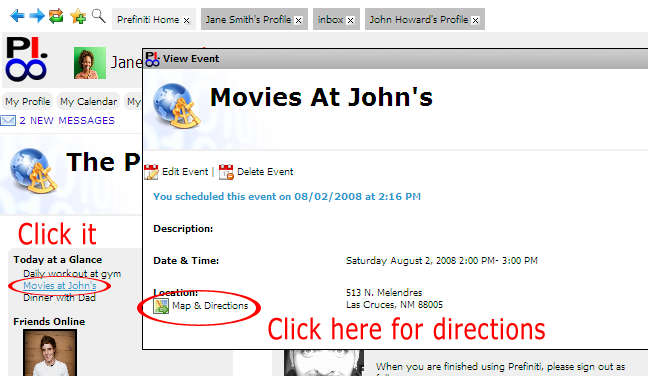 Prefiniti Home
Jane Smith's Profile
inbox
John Howard's Profile
PI.
Jane
View Event
PI.
My Profile
My Calendar
My
2 NEW MESSAGES
Movies At John's
The P
Edit Event |
Delete Event
You scheduled this event on 08/02/2008 at 2:16 PM
Click it
Description:
Today at a Glance
Daily workout at gym
Movies at John's
Dinner with Dad
Date & Time:
Saturday August 2, 2008 2:00 PM- 3:00 PM
Location:
513 N. Melendres
Las Cruces, NM 88005
Map & Directions
Click here for directions
Friends Online
When you are finished using Prefiniti, please sign out as